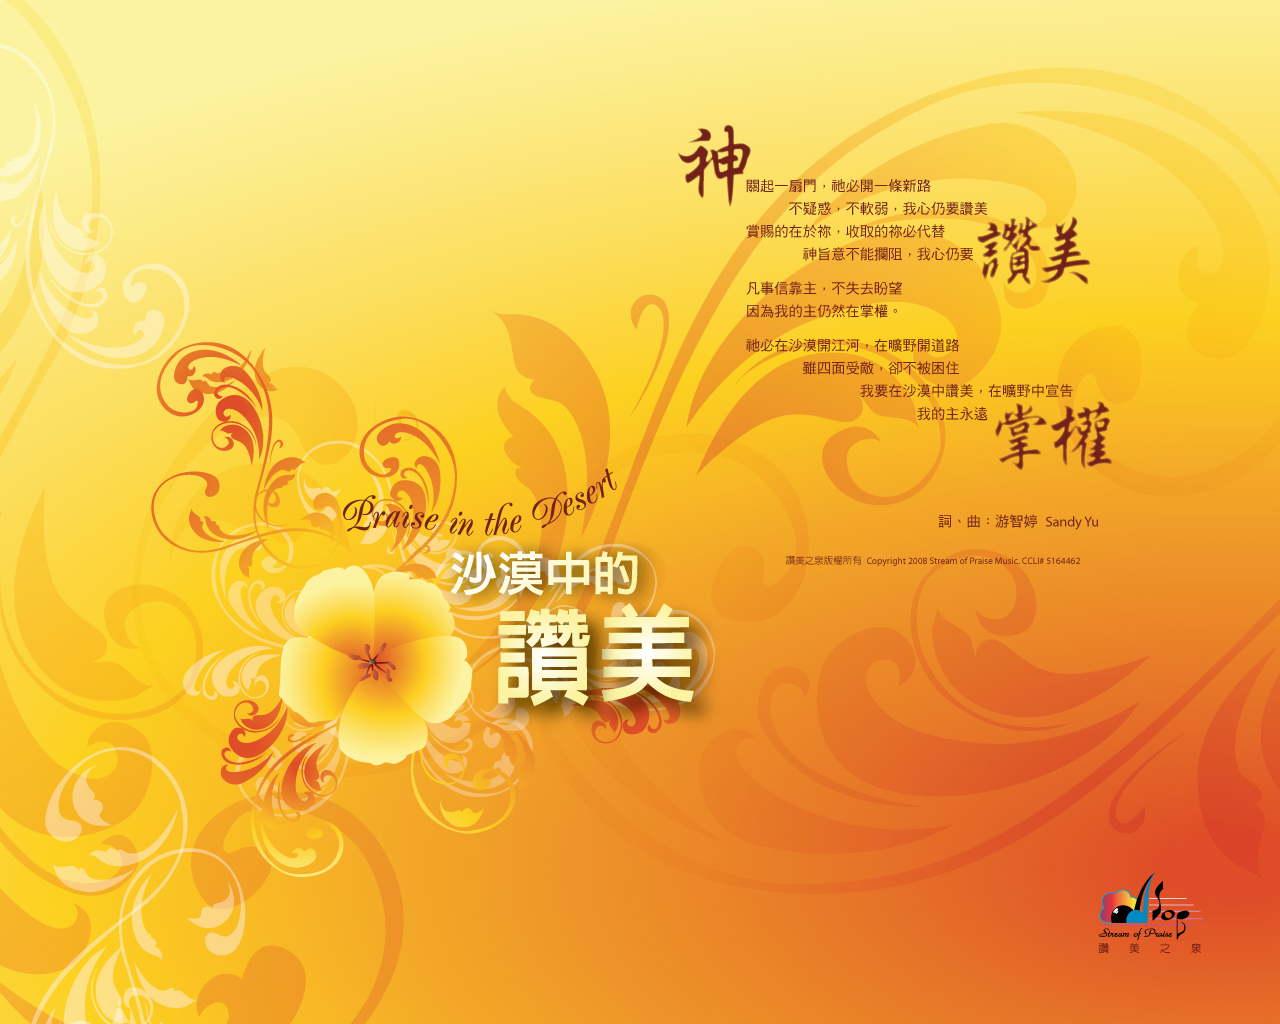 神
關起一扇門，祂必開一條新路
不疑惑，不軟弱，我心仍要讚美
賞賜的在於祢，收取的祢必代替
神旨意不能攔阻，我心仍要讚美
凡事信靠主，不失去盼望
因為我的主仍然在掌權。
祂必在沙漠開江河，在曠野開道路
雖四面受敵，卻不被困住
我要在沙漠中讚美，在曠野中宣告
我的主永遠掌權
Praise in the Desert
沙漠中的
讚美
詞、曲：游智婷 Sandy Yu
讚美之泉版權所有 Copyright 2008 Stream of Praise Music. CCLI# 5164462
sop
Stream of Praise
讚美之泉